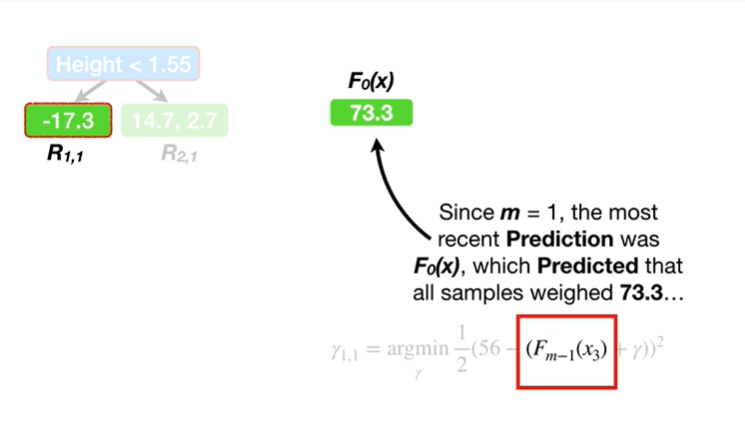 Height < 1.55
-17.3
14.7, 2.7
R1,1
R2,1
F0(x)
73.3
Since m = 1, the most
recent Prediction was
F0(x), which Predicted that
all samples weighed 73.3…
γ1,1 = argmin γ 1/2 (56 − (Fm−1(x3) + γ))²